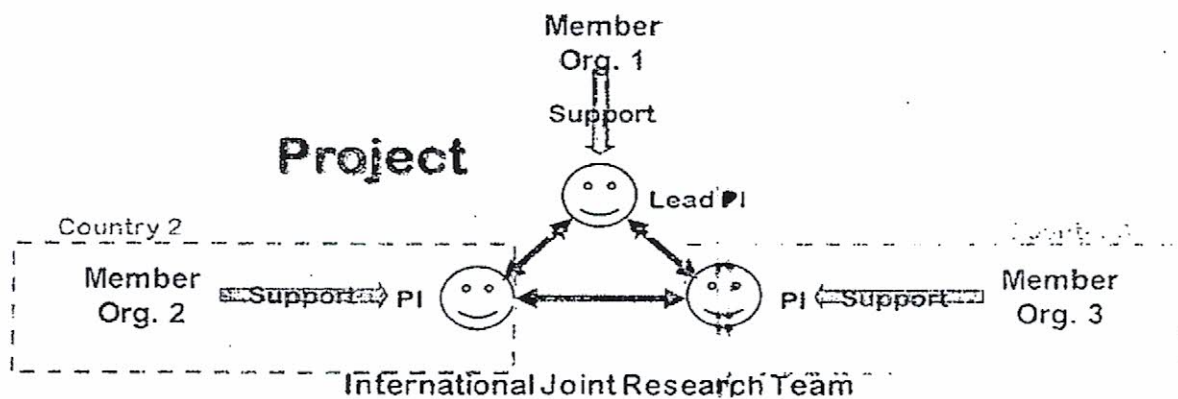 Member
Org. 1
Support
Project
Lead PI
Country 2
Member
Org. 2
Support
PI
PI
Support
Member
Org. 3
International Joint Research Team